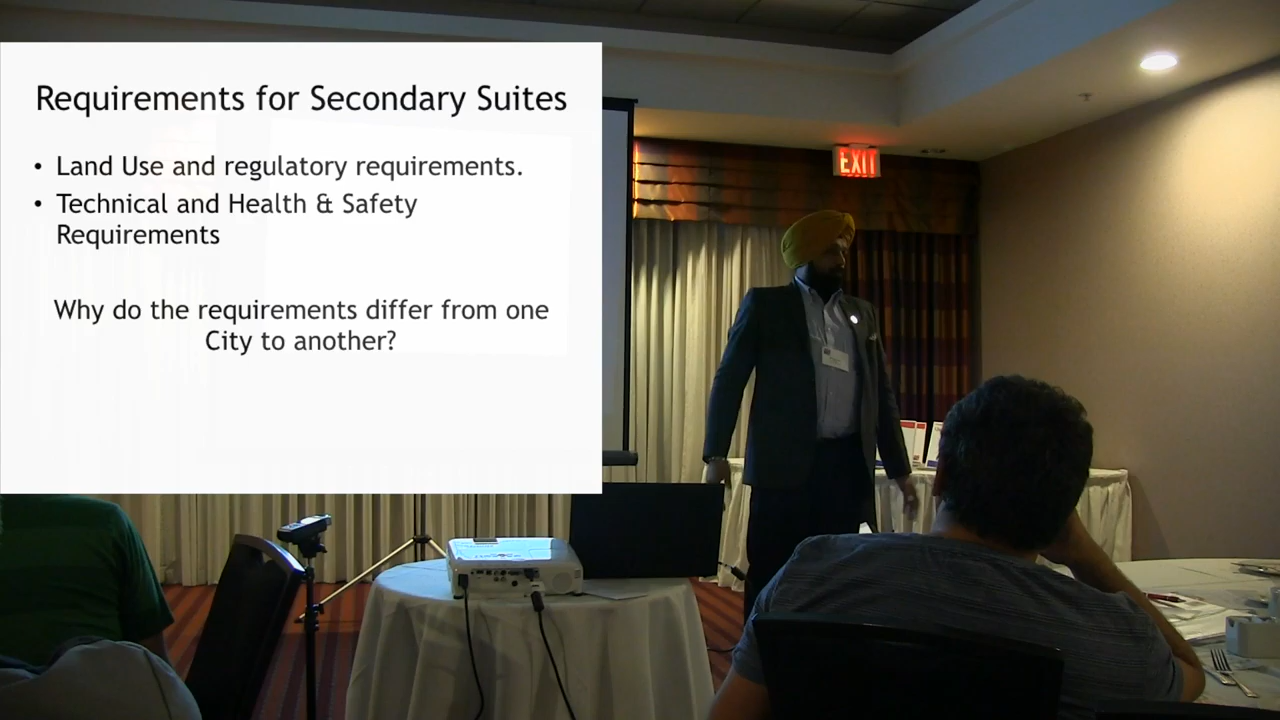 Requirements for Secondary Suites
• Land Use and regulatory requirements.
• Technical and Health & Safety
Requirements
Why do the requirements differ from one
City to another?
EXIT